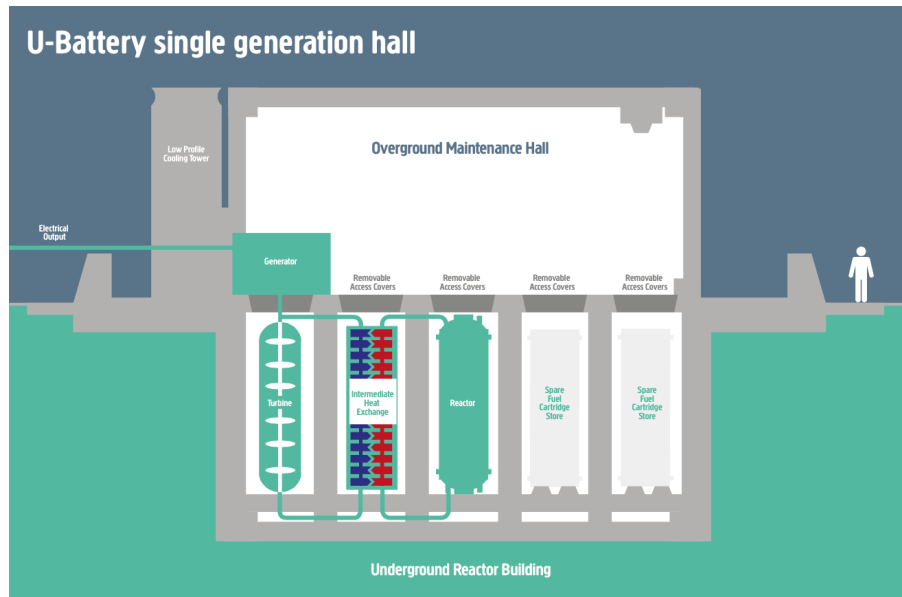 U-Battery single generation hall
Low Profile
Cooling Tower
Overground Maintenance Hall
Electrical
Output
Generator
Removable
Access Covers
Removable
Access Covers
Removable
Access Covers
Removable
Access Covers
Turbine
Intermediate
Heat
Exchange
Reactor
Spare
Fuel
Cartridge
Store
Spare
Fuel
Cartridge
Store
Underground Reactor Building